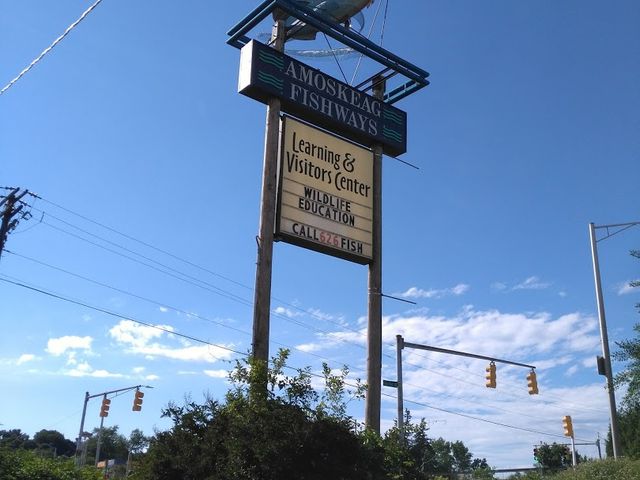 AMOSKEAG
FISHWAYS
Learning &
Visitors Center
WILDLIFE
EDUCATION
CALL 626 FISH